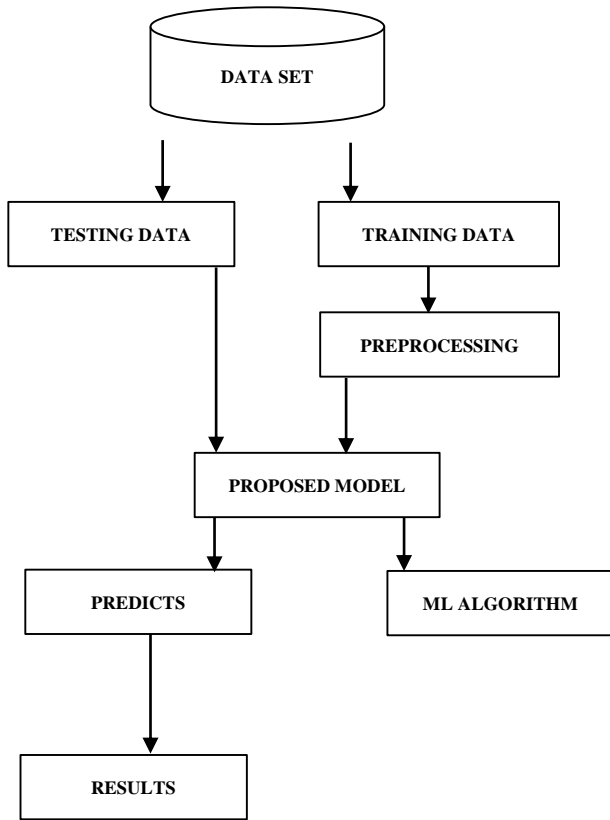 DATA SET
TESTING DATA
TRAINING DATA
PREPROCESSING
PROPOSED MODEL
PREDICTS
ML ALGORITHM
RESULTS